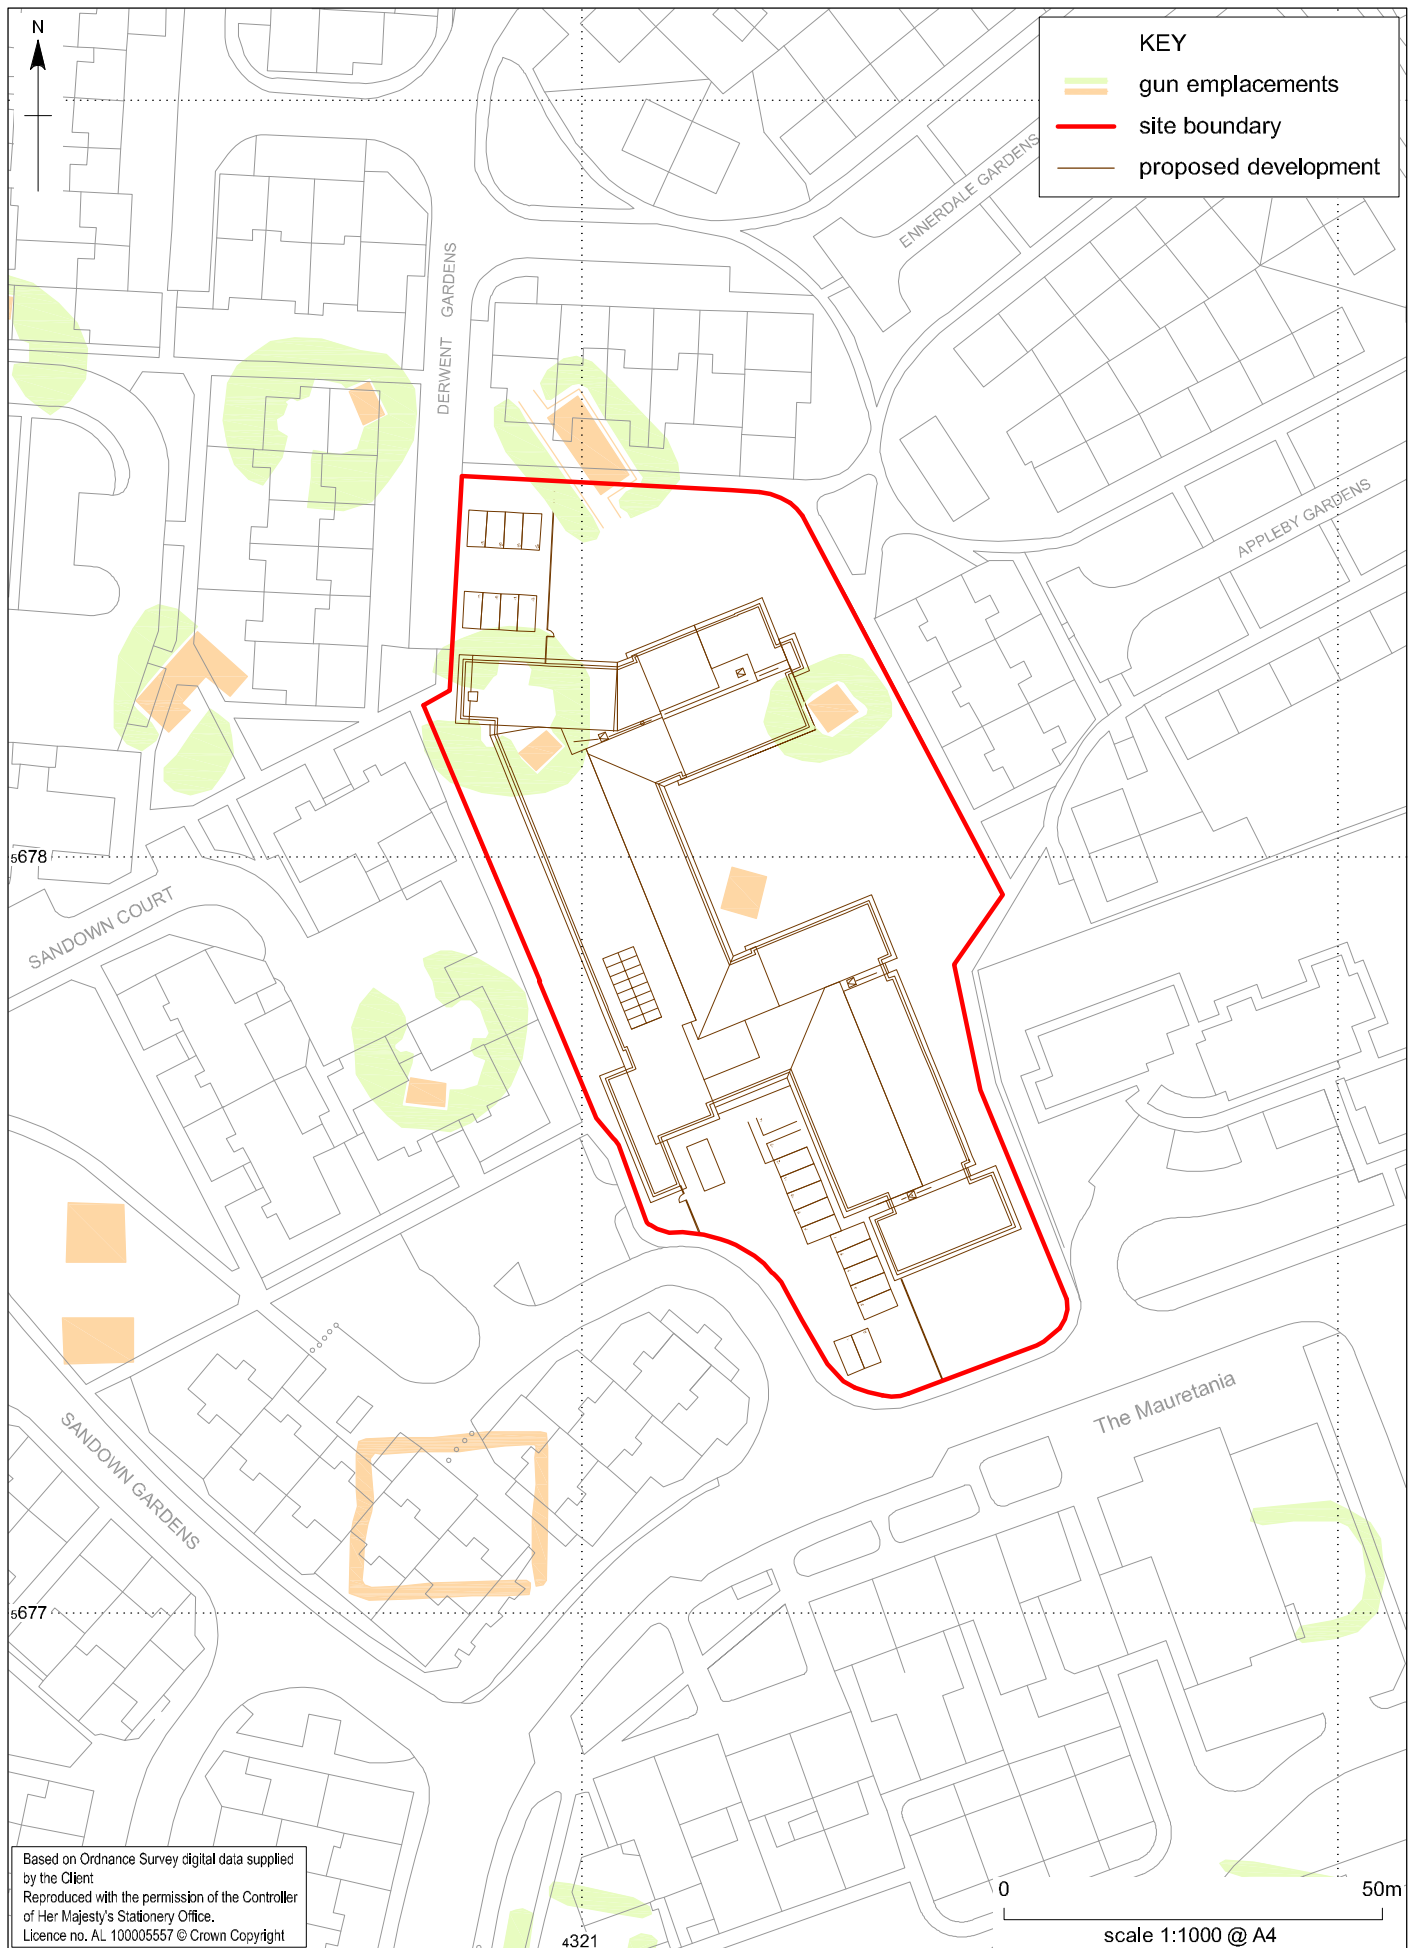 N
KEY
gun emplacements
site boundary
proposed development
ENNERDALE GARDENS
DERWENT GARDENS
APPLEBY GARDENS
5678
SANDOWN COURT
The Mauretania
SANDOWN GARDENS
5677
Based on Ordnance Survey digital data supplied
by the Client
Reproduced with the permission of the Controller
of Her Majesty's Stationery Office.
Licence no. AL 100005557 © Crown Copyright
4321
0 50m
scale 1:1000 @ A4